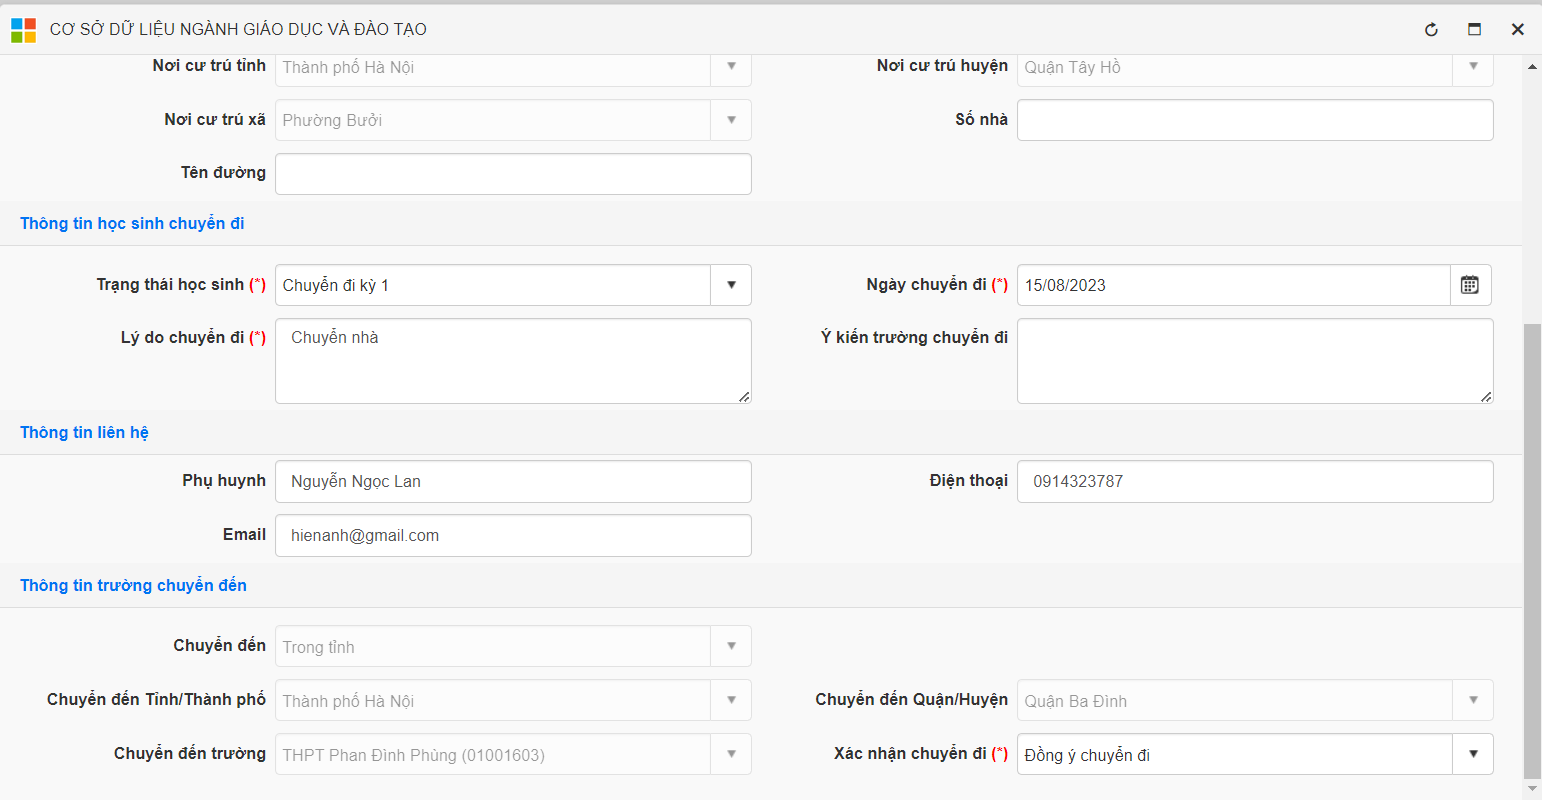 CƠ SỞ DỮ LIỆU NGÀNH GIÁO DỤC VÀ ĐÀO TẠO
Nơi cư trú tỉnh Thành phố Hà Nội Nơi cư trú huyện Quận Tây Hồ
Nơi cư trú xã Phường Bưởi Số nhà
Tên đường
Thông tin học sinh chuyển đi
Trạng thái học sinh (*) Chuyển đi kỳ 1 Ngày chuyển đi (*) 15/08/2023
Lý do chuyển đi (*) Chuyển nhà Ý kiến trường chuyển đi
Thông tin liên hệ
Phụ huynh Nguyễn Ngọc Lan Điện thoại 0914323787
Email hienanh@gmail.com
Thông tin trường chuyển đến
Chuyển đến Trong tỉnh
Chuyển đến Tỉnh/Thành phố Thành phố Hà Nội Chuyển đến Quận/Huyện Quận Ba Đình
Chuyển đến trường THPT Phan Đình Phùng (01001603) Xác nhận chuyển đi (*) Đồng ý chuyển đi